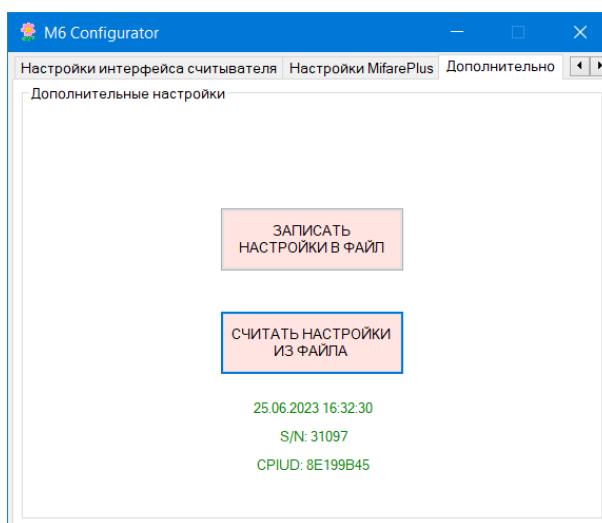 M6 Configurator
Настройки интерфейса считывателя Настройки MifarePlus Дополнительно
Дополнительные настройки
ЗАПИСАТЬ
НАСТРОЙКИ В ФАЙЛ
СЧИТАТЬ НАСТРОЙКИ
ИЗ ФАЙЛА
25.06.2023 16:32:30
S/N: 31097
CPIUD: 8E199B45